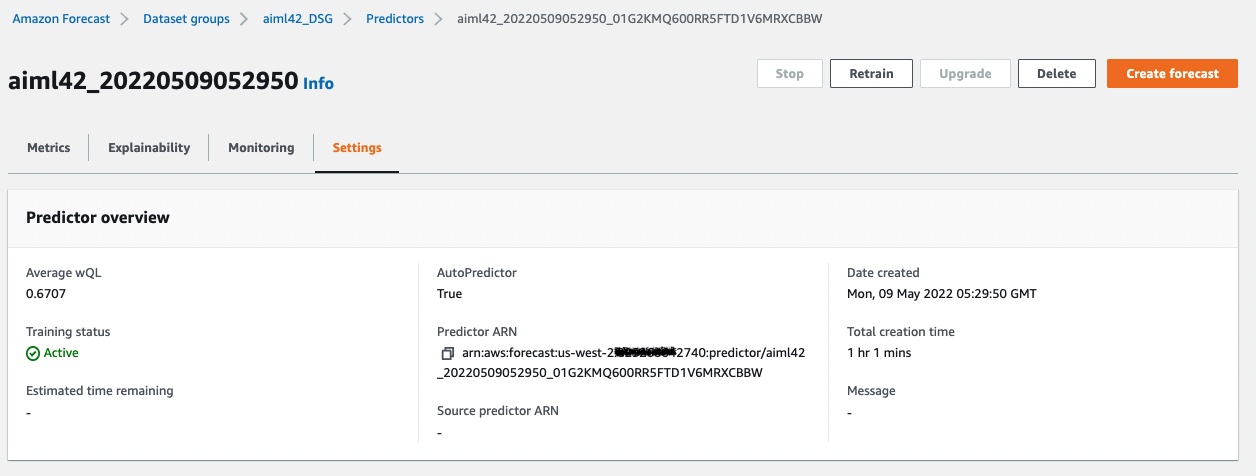 Amazon Forecast Dataset groups aiml42_DSG Predictors aiml42_20220509052950_01G2KMQ600RR5FTD1V6MRXCBBW
aiml42_20220509052950 Info
Stop Retrain Upgrade Delete Create forecast
Metrics Explainability Monitoring Settings
Predictor overview
Average wQL
0.6707
Training status
Active
Estimated time remaining
-
AutoPredictor
True
Predictor ARN
arn:aws:forecast:us-west-2 2740:predictor/aiml42
_20220509052950_01G2KMQ600RR5FTD1V6MRXCBBW
Source predictor ARN
-
Date created
Mon, 09 May 2022 05:29:50 GMT
Total creation time
1 hr 1 mins
Message
-